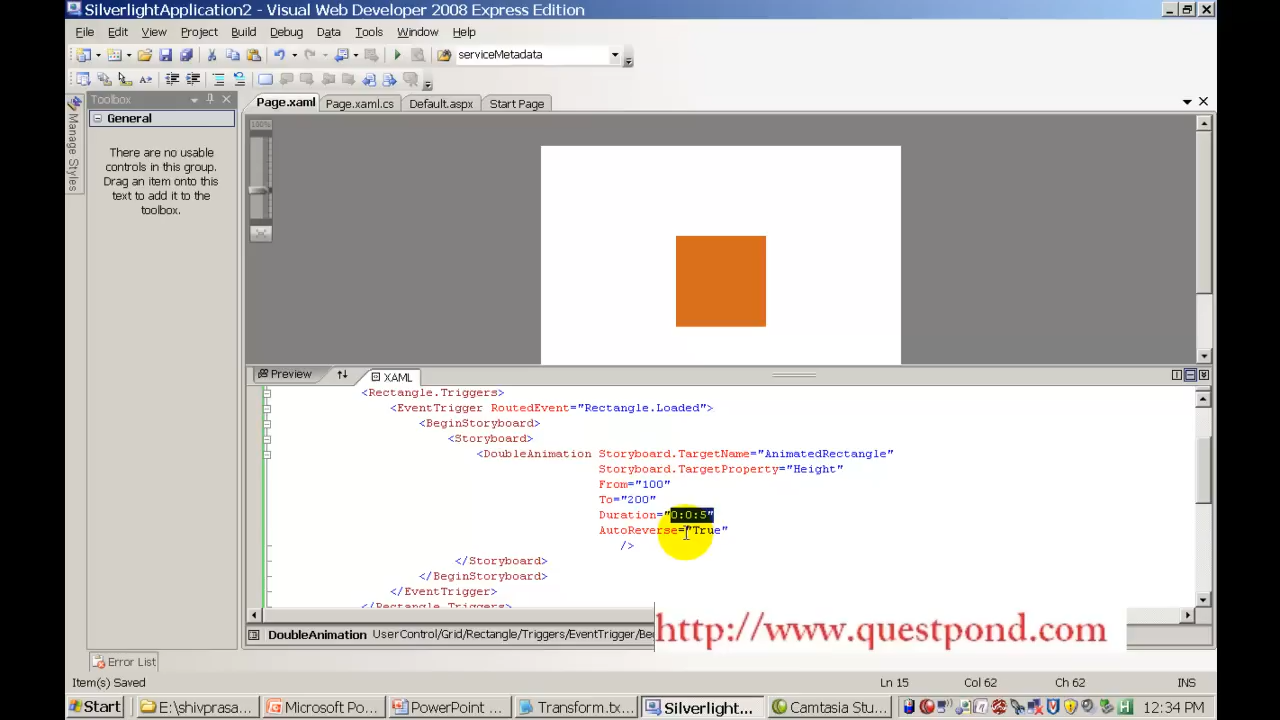 SilverlightApplication2 - Visual Web Developer 2008 Express Edition
File Edit View Project Build Debug Data Tools Window Help
serviceMetadata
Toolbox
Page.xaml Page.xaml.cs Default.aspx Start Page
General
There are no usable
controls in this group.
Drag an item onto this
text to add it to the
toolbox.
Manage Styles
100%
Preview XAML
<Rectangle.Triggers>
<EventTrigger RoutedEvent="Rectangle.Loaded">
<BeginStoryboard>
<Storyboard>
<DoubleAnimation Storyboard.TargetName="AnimatedRectangle"
Storyboard.TargetProperty="Height"
From="100"
To="200"
Duration="0:0:5"
AutoReverse="True"
/>
</Storyboard>
</BeginStoryboard>
</EventTrigger>
</Rectangle.Triggers>
DoubleAnimation UserControl/Grid/Rectangle/Triggers/EventTrigger/Be
http://www.questpond.com
Error List
Item(s) Saved Ln 15 Col 62 Ch 62 INS
Start E:\shivprasa... Microsoft Po... PowerPoint ... Transform.tx... Silverlight... Camtasia Stu... 12:34 PM